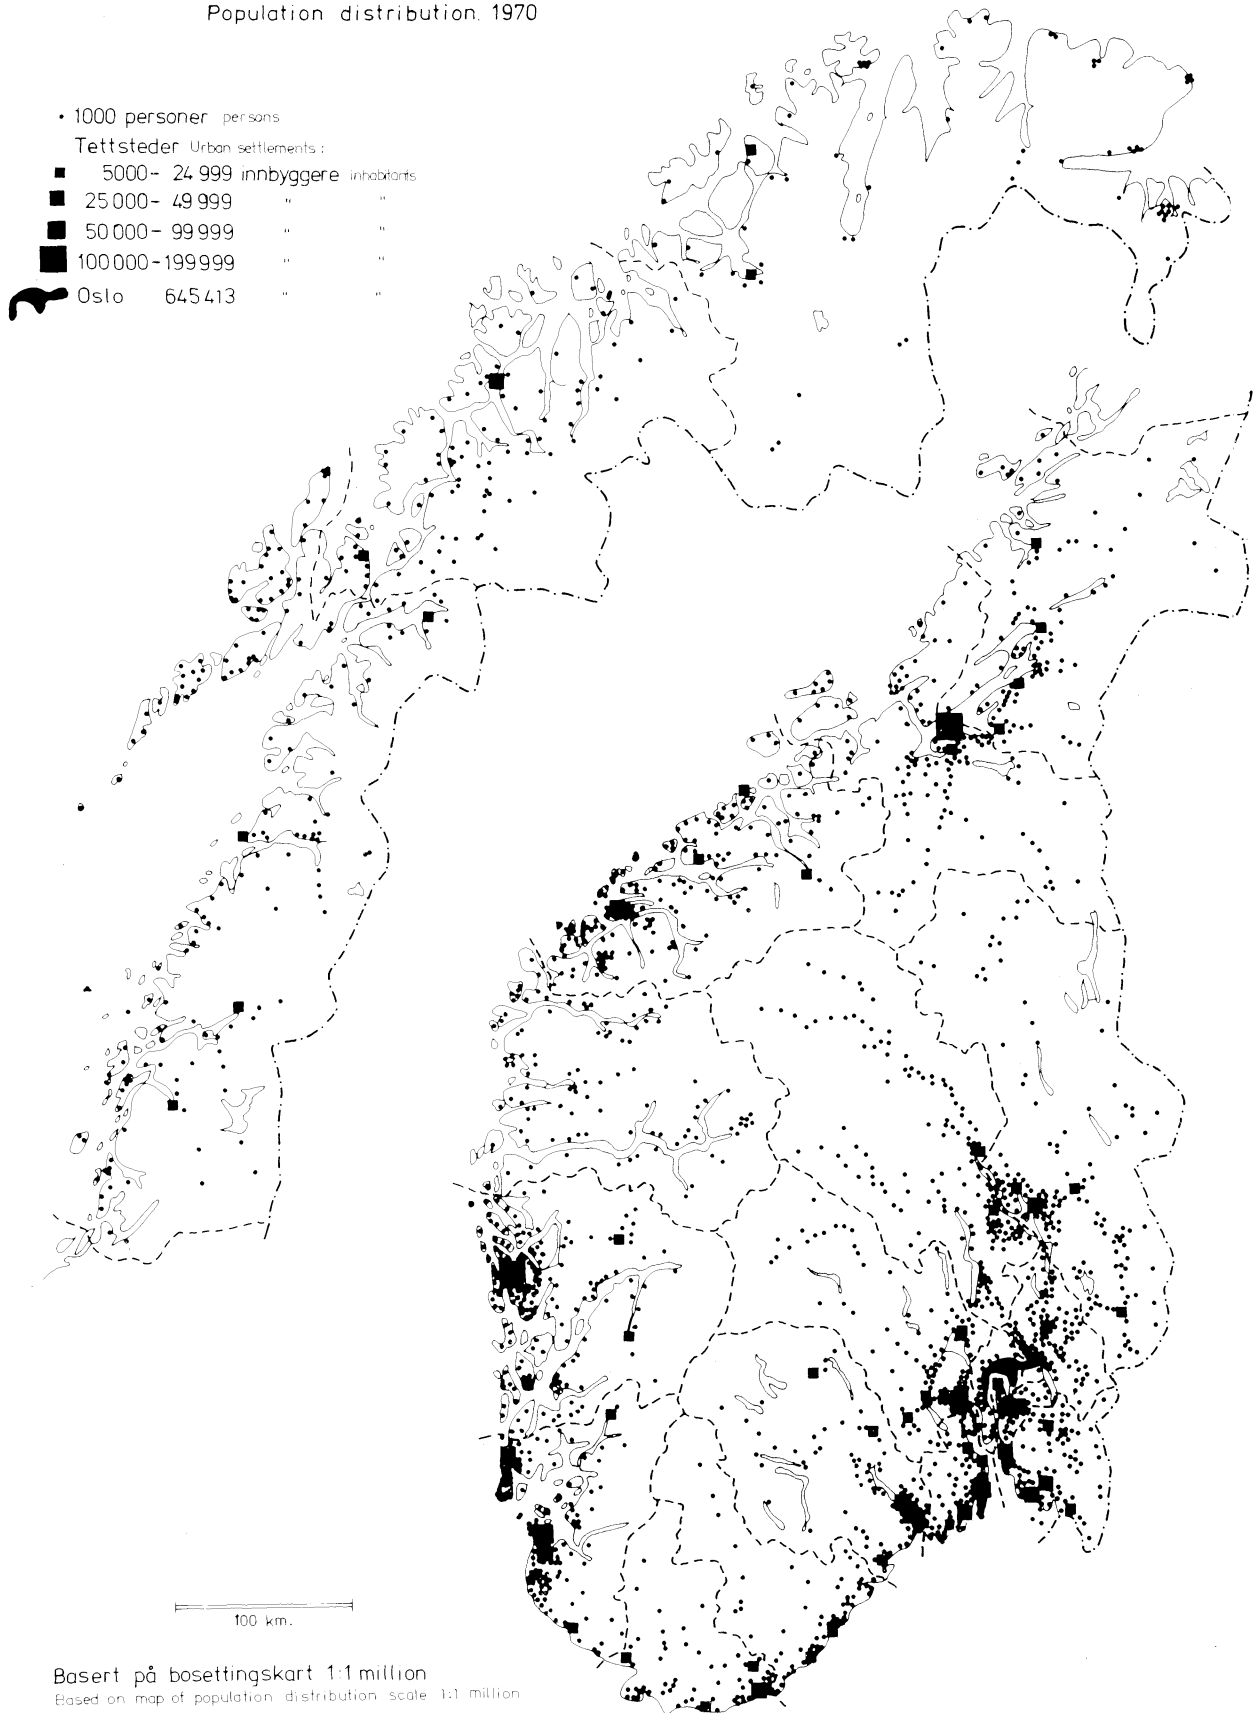 Population distribution. 1970
• 1000 personer persons
Tettsteder Urban settlements:
5000 – 24 999 innbyggere inhabitants
25 000 – 49 999 " "
50 000 – 99 999 " "
100 000 – 199 999 " "
Oslo 645 413 " "
100 km.
Basert på bosettingskart 1:1 million
Based on map of population distribution scale 1:1 million